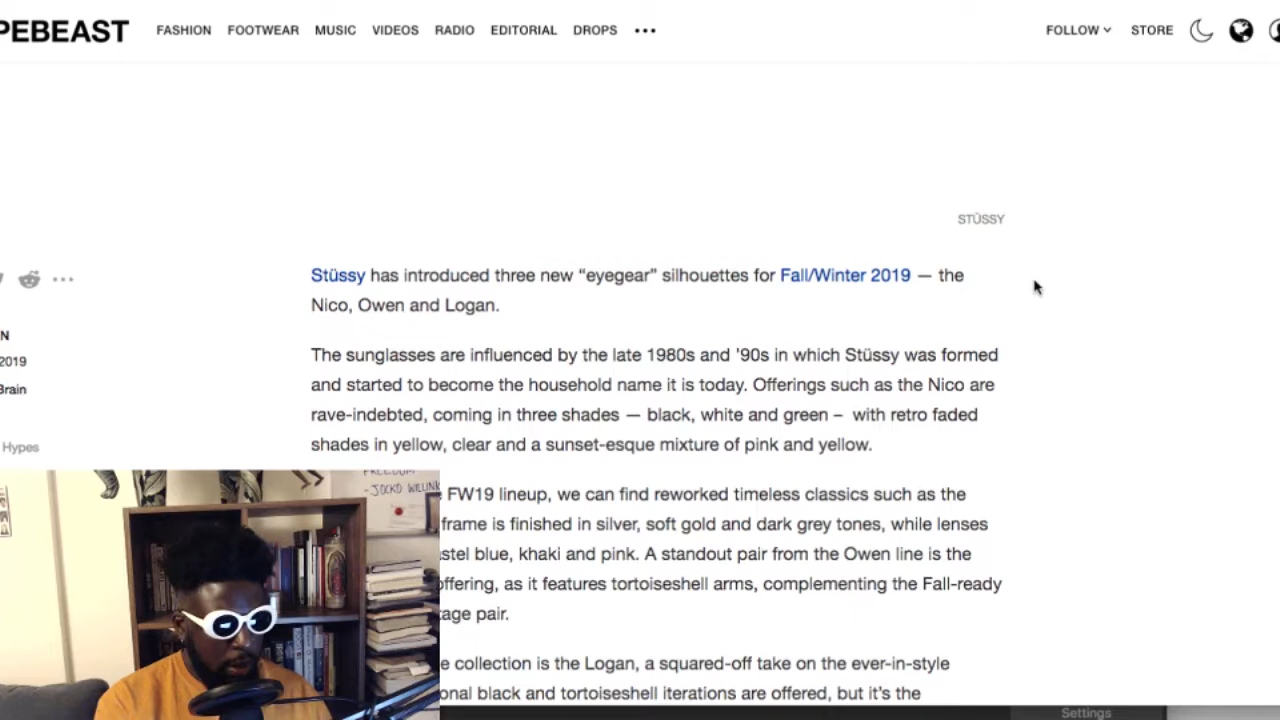 PEBEAST FASHION FOOTWEAR MUSIC VIDEOS RADIO EDITORIAL DROPS ••• FOLLOW STORE
STÜSSY
Stüssy has introduced three new “eyegear” silhouettes for Fall/Winter 2019 — the
Nico, Owen and Logan.
The sunglasses are influenced by the late 1980s and ’90s in which Stüssy was formed
and started to become the household name it is today. Offerings such as the Nico are
rave-indebted, coming in three shades — black, white and green – with retro faded
shades in yellow, clear and a sunset-esque mixture of pink and yellow.
N
2019
Brain
Hypes
FW19 lineup, we can find reworked timeless classics such as the
frame is finished in silver, soft gold and dark grey tones, while lenses
astel blue, khaki and pink. A standout pair from the Owen line is the
offering, as it features tortoiseshell arms, complementing the Fall-ready
tage pair.
e collection is the Logan, a squared-off take on the ever-in-style
onal black and tortoiseshell iterations are offered, but it’s the
FREEDOM
- JOCKO WILLINK
Settings